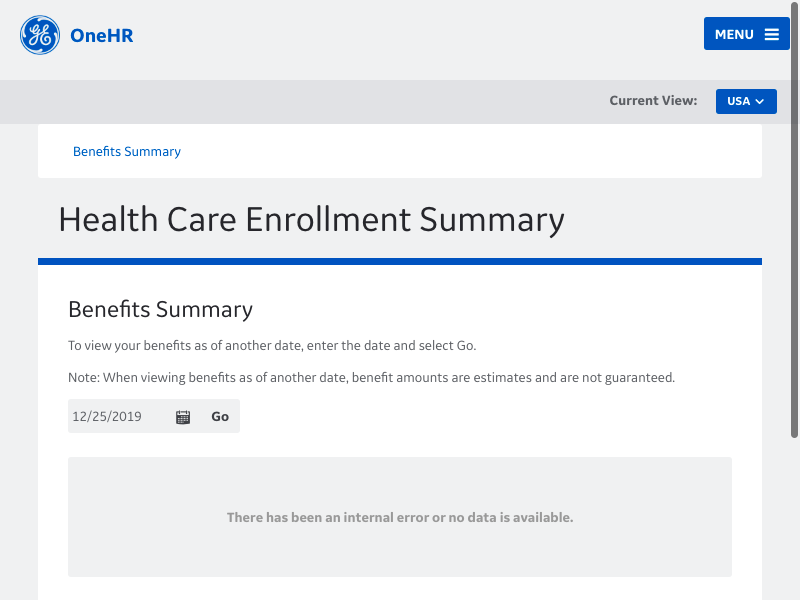 OneHR
MENU
Current View:
USA
Benefits Summary
Health Care Enrollment Summary
Benefits Summary
To view your benefits as of another date, enter the date and select Go.
Note: When viewing benefits as of another date, benefit amounts are estimates and are not guaranteed.
12/25/2019
Go
There has been an internal error or no data is available.